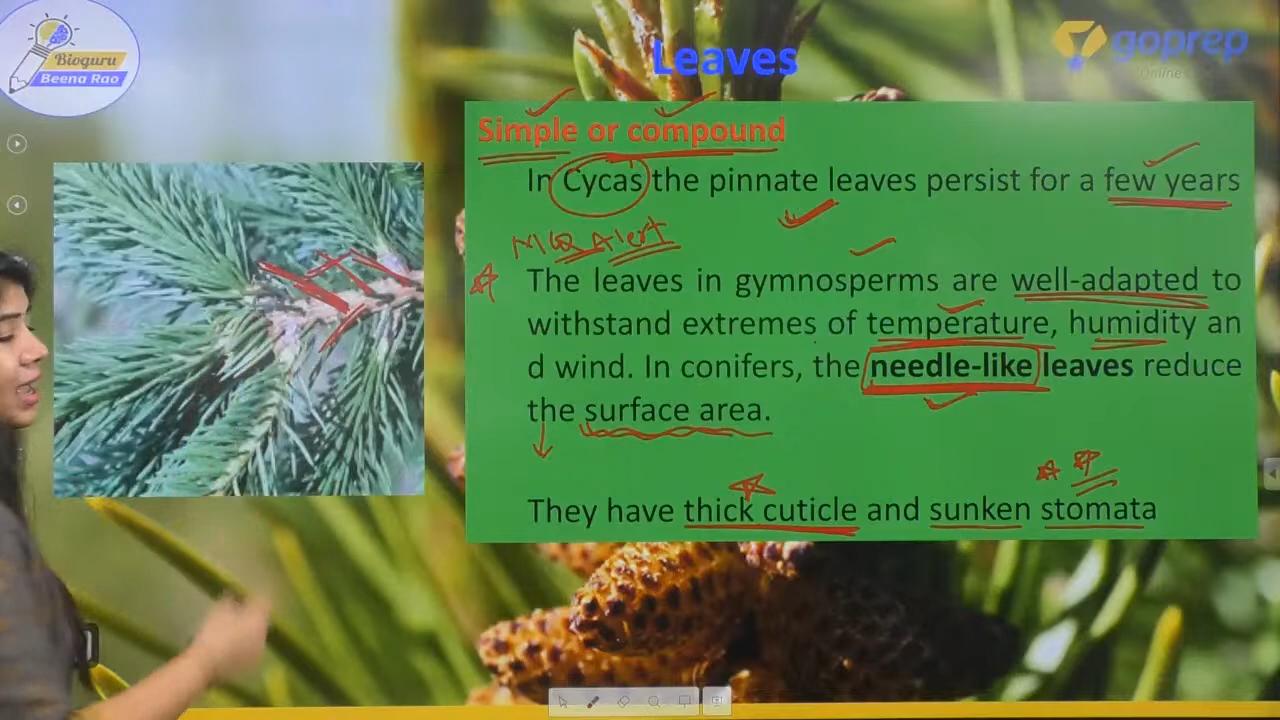 Bioguru
Beena Rao
Leaves
goprep
Online
Simple or compound
In Cycas the pinnate leaves persist for a few years
MCQ Alert
The leaves in gymnosperms are well-adapted to
withstand extremes of temperature, humidity an
d wind. In conifers, the needle-like leaves reduce
the surface area.
They have thick cuticle and sunken stomata